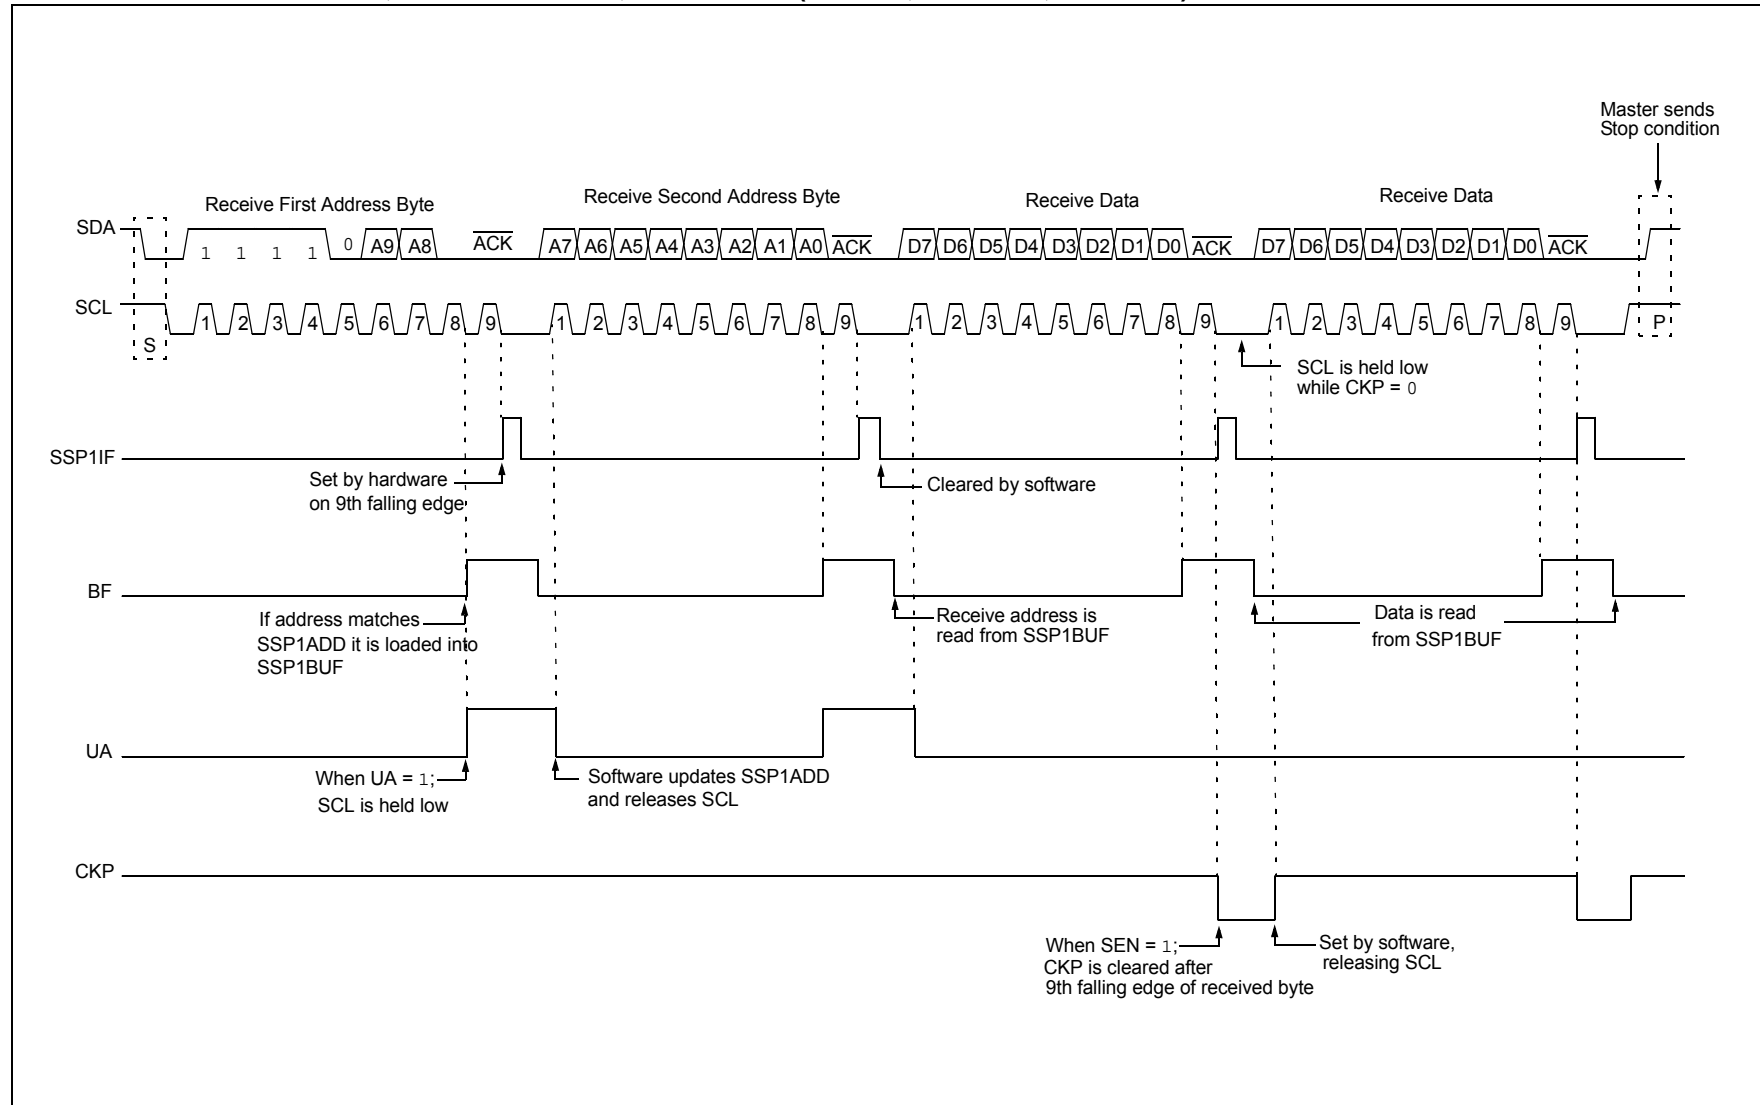 Master sends
Stop condition
Receive First Address Byte
Receive Second Address Byte
Receive Data
Receive Data
SDA
1 1 1 1 0 A9 A8 ACK A7 A6 A5 A4 A3 A2 A1 A0 ACK D7 D6 D5 D4 D3 D2 D1 D0 ACK D7 D6 D5 D4 D3 D2 D1 D0 ACK
SCL
1 2 3 4 5 6 7 8 9 1 2 3 4 5 6 7 8 9 1 2 3 4 5 6 7 8 9 1 2 3 4 5 6 7 8 9
S
P
SCL is held low
while CKP = 0
SSP1IF
Set by hardware
on 9th falling edge
Cleared by software
BF
If address matches
SSP1ADD it is loaded into
SSP1BUF
Receive address is
read from SSP1BUF
Data is read
from SSP1BUF
UA
When UA = 1;
SCL is held low
Software updates SSP1ADD
and releases SCL
CKP
When SEN = 1;
CKP is cleared after
9th falling edge of received byte
Set by software,
releasing SCL